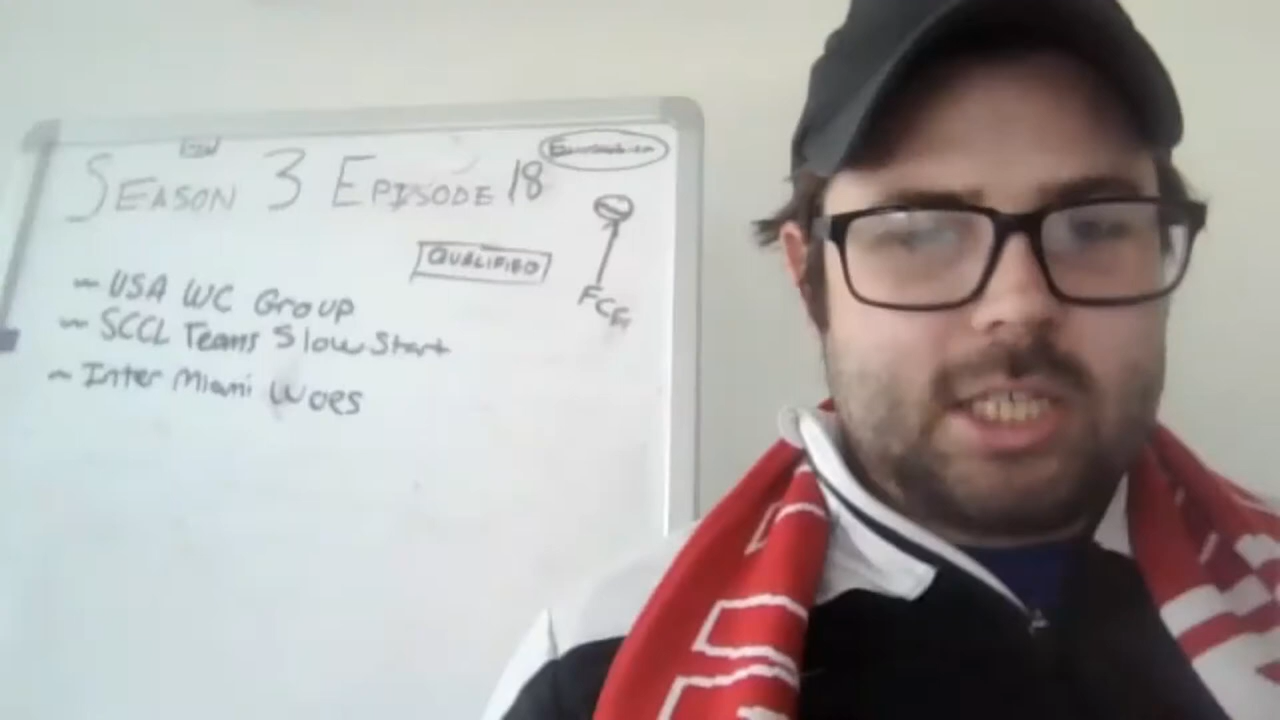 SEASON 3 EPISODE 18
QUALIFIED
FCF
~ USA WC Group
~ SCCL Teams Slow Start
~ Inter Miami Woes